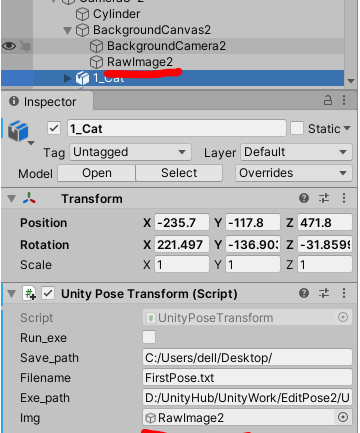 Cylinder
BackgroundCanvas2
BackgroundCamera2
RawImage2
1_Cat
Inspector
1_Cat Static
Tag Untagged Layer Default
Model Open Select Overrides
Transform
Position X -235.7 Y -117.8 Z 471.8
Rotation X 221.497 Y -136.903 Z -31.8599
Scale X 1 Y 1 Z 1
Unity Pose Transform (Script)
Script UnityPoseTransform
Run_exe
Save_path C:/Users/dell/Desktop/
Filename FirstPose.txt
Exe_path D:/UnityHub/UnityWork/EditPose2/U
Img RawImage2